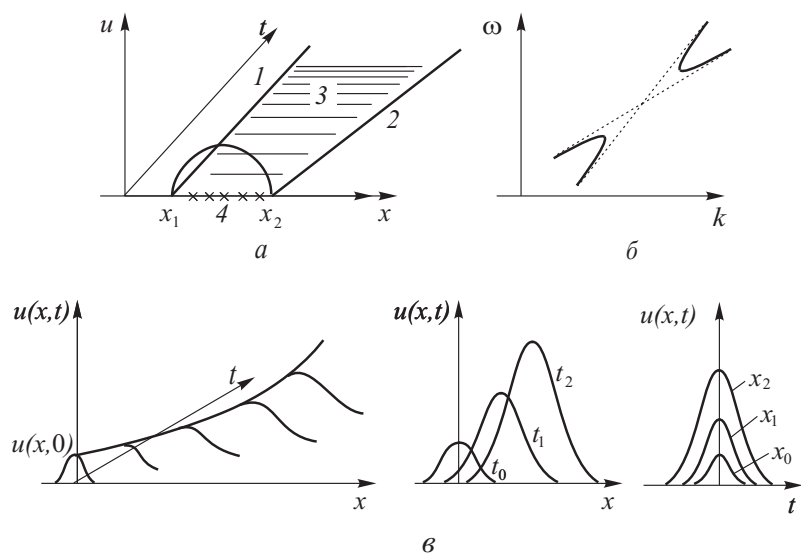 u
t
1
3
2
x₁
4
x₂
x
а
ω
k
б
u(x,t)
t
u(x,0)
x
u(x,t)
t₂
t₁
t₀
x
u(x,t)
x₂
x₁
x₀
t
в